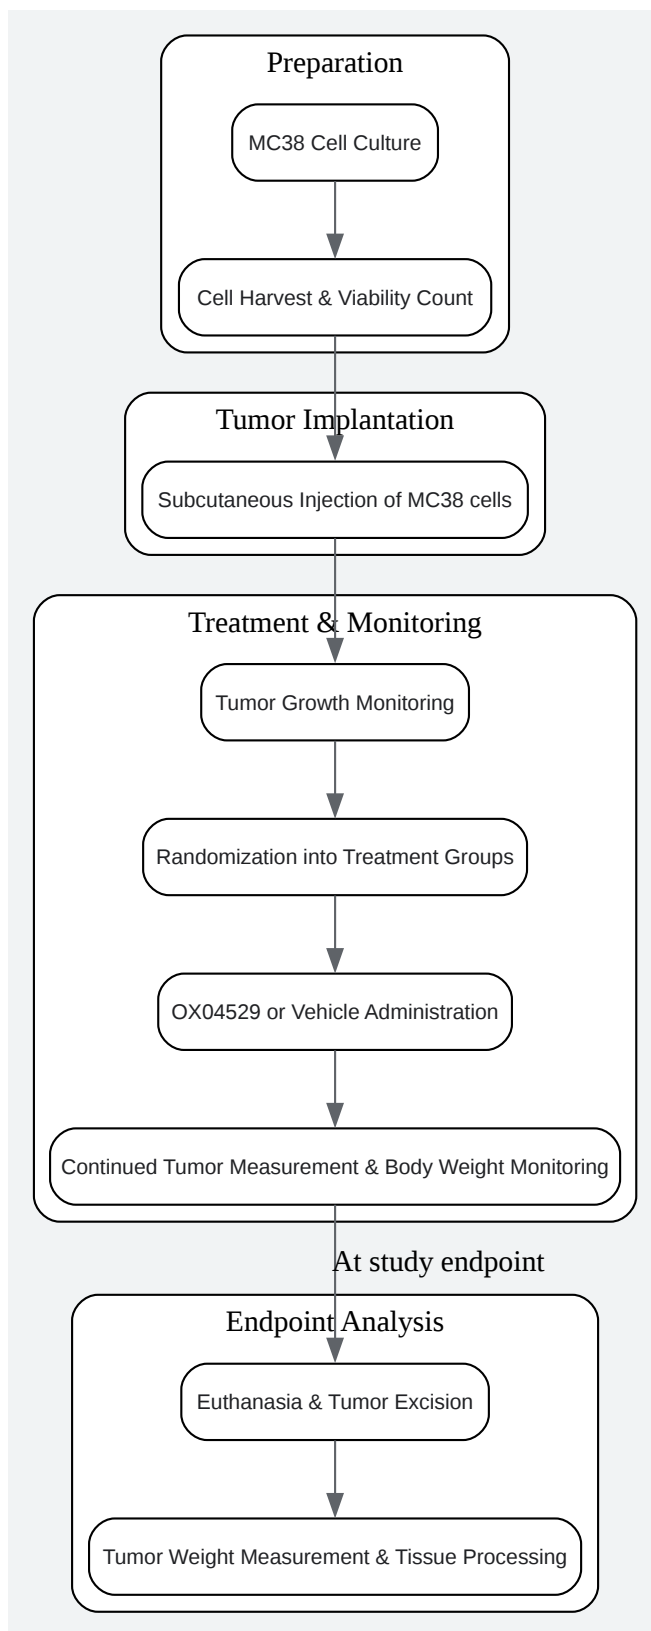 Preparation
MC38 Cell Culture
Cell Harvest & Viability Count
Tumor Implantation
Subcutaneous Injection of MC38 cells
Treatment & Monitoring
Tumor Growth Monitoring
Randomization into Treatment Groups
OX04529 or Vehicle Administration
Continued Tumor Measurement & Body Weight Monitoring
At study endpoint
Endpoint Analysis
Euthanasia & Tumor Excision
Tumor Weight Measurement & Tissue Processing